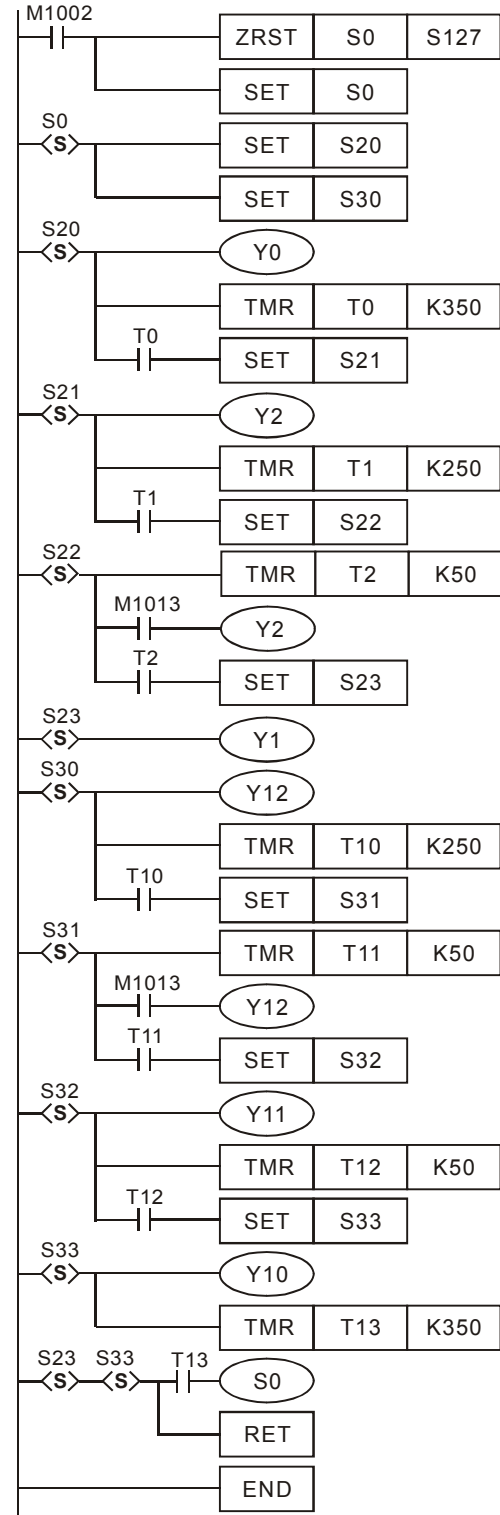 M1002
ZRST S0 S127
SET S0
S0
S SET S20
SET S30
S20
S Y0
TMR T0 K350
T0
SET S21
S21
S Y2
TMR T1 K250
T1
SET S22
S22
S TMR T2 K50
M1013
Y2
T2
SET S23
S23
S Y1
S30
S Y12
TMR T10 K250
T10
SET S31
S31
S TMR T11 K50
M1013
Y12
T11
SET S32
S32
S Y11
TMR T12 K50
T12
SET S33
S33
S Y10
TMR T13 K350
S23 S33 T13
S S S0
RET
END